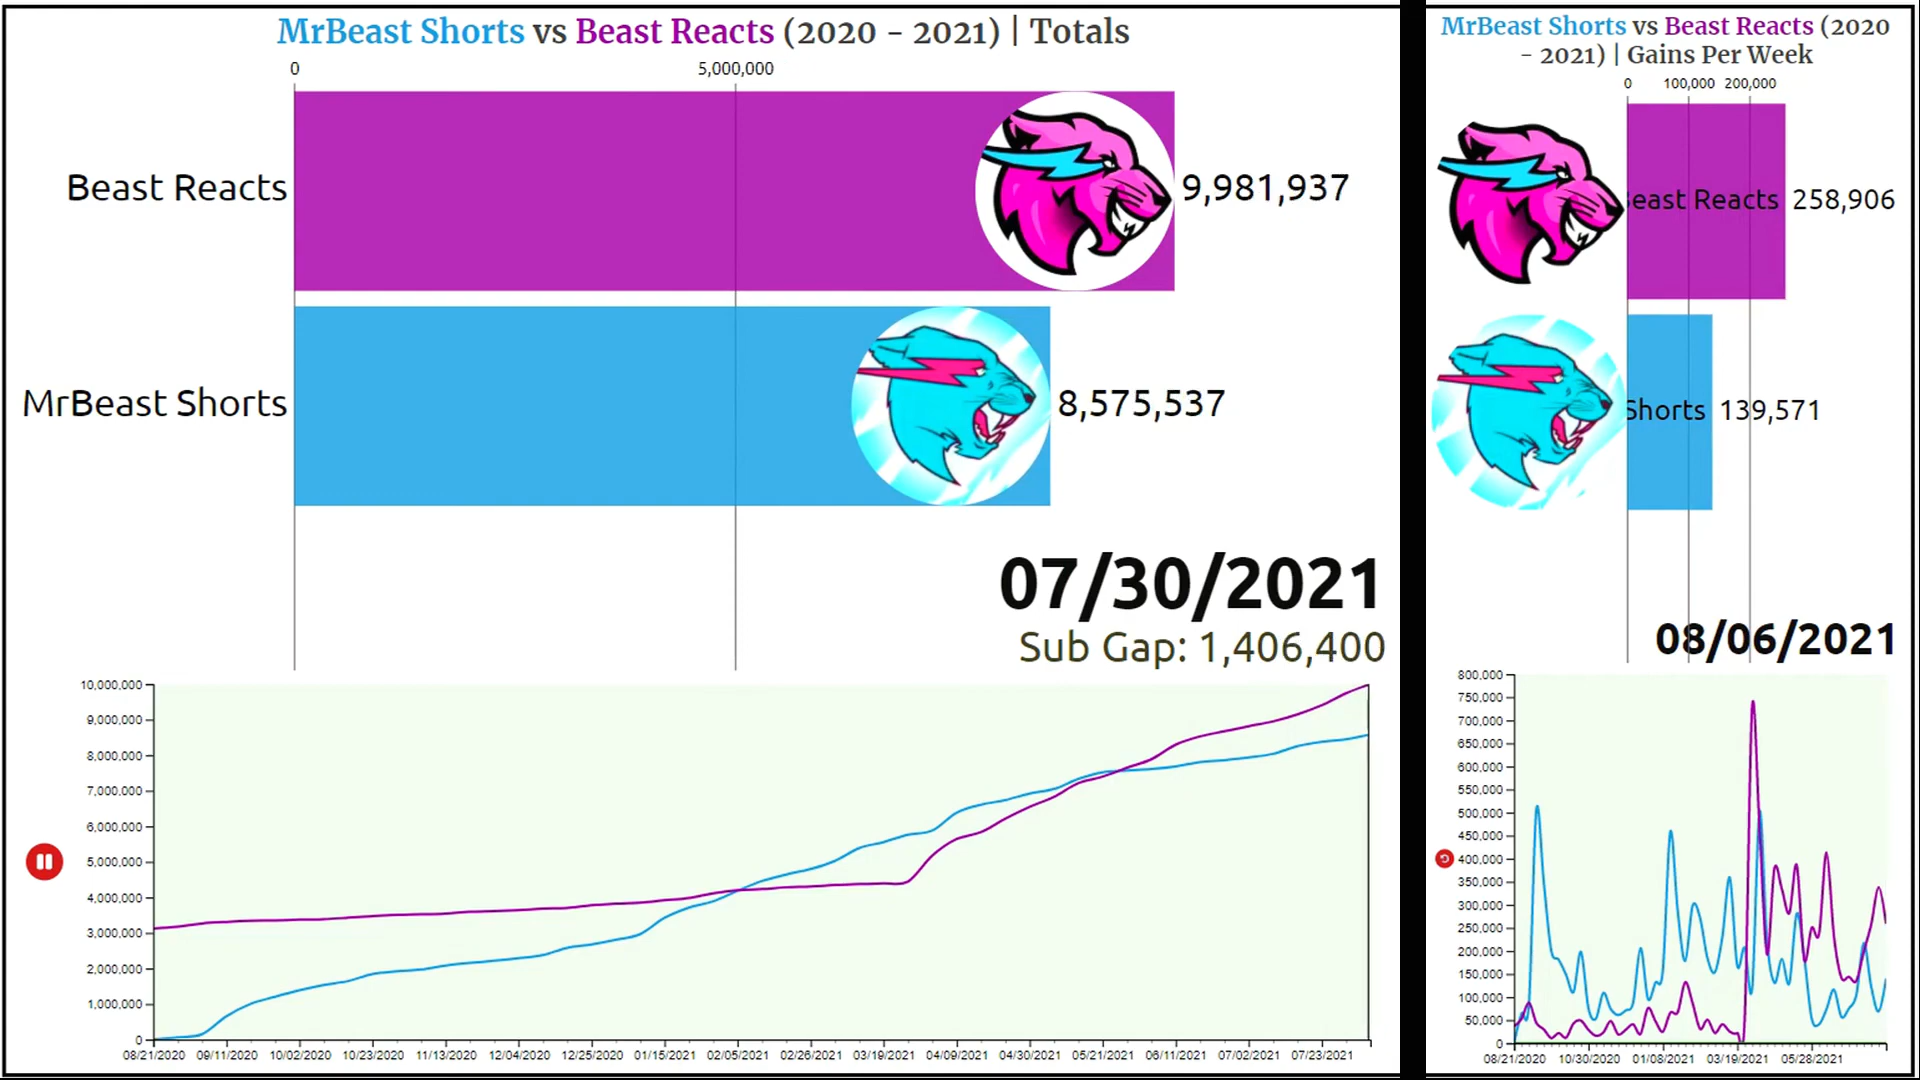 MrBeast Shorts vs Beast Reacts (2020 - 2021) | Totals
0 5,000,000
Beast Reacts 9,981,937
MrBeast Shorts 8,575,537
07/30/2021
Sub Gap: 1,406,400
10,000,000
9,000,000
8,000,000
7,000,000
6,000,000
5,000,000
4,000,000
3,000,000
2,000,000
1,000,000
0
08/21/2020 09/11/2020 10/02/2020 10/23/2020 11/13/2020 12/04/2020 12/25/2020 01/15/2021 02/05/2021 02/26/2021 03/19/2021 04/09/2021 04/30/2021 05/21/2021 06/11/2021 07/02/2021 07/23/2021
MrBeast Shorts vs Beast Reacts (2020
- 2021) | Gains Per Week
0 100,000 200,000
east Reacts 258,906
Shorts 139,571
08/06/2021
800,000
750,000
700,000
650,000
600,000
550,000
500,000
450,000
400,000
350,000
300,000
250,000
200,000
150,000
100,000
50,000
0
08/21/2020 10/30/2020 01/08/2021 03/19/2021 05/28/2021